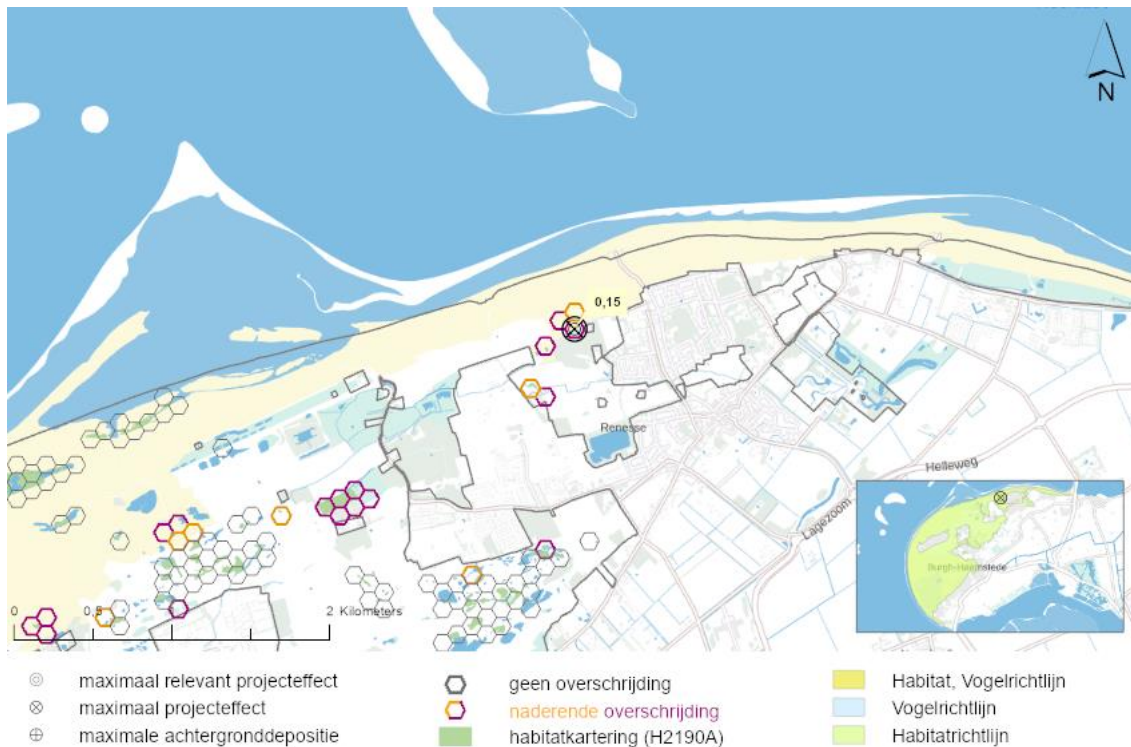 N
0,15
Renesse
Helleweg
Lagezoom
Burgh-Haamstede
0 0,5 2 Kilometers
maximaal relevant projecteffect
maximaal projecteffect
maximale achtergronddepositie
geen overschrijding
naderende overschrijding
habitatkartering (H2190A)
Habitat, Vogelrichtlijn
Vogelrichtlijn
Habitatrichtlijn